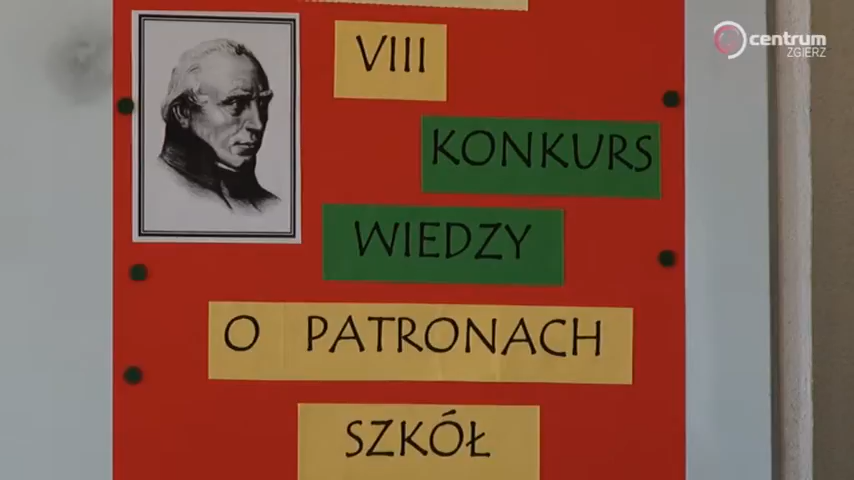 centrum
ZGIERZ
VIII
KONKURS
WIEDZY
O PATRONACH
SZKÓŁ